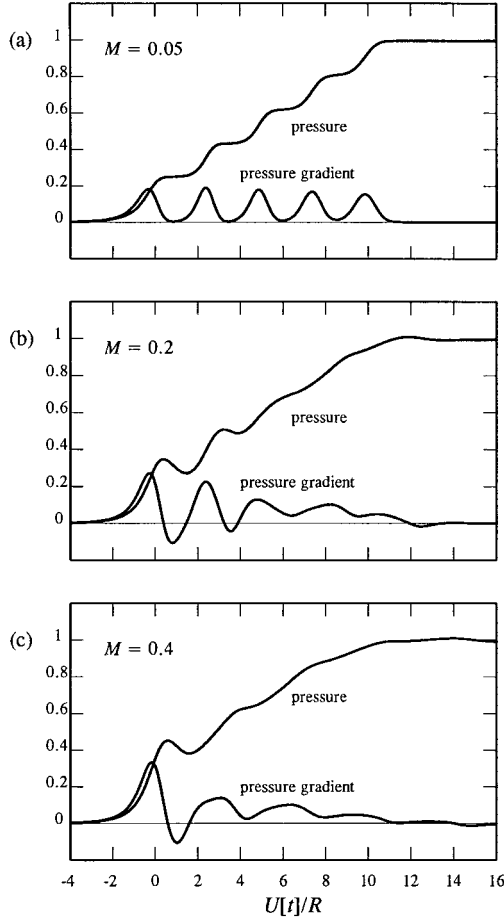 (a)
M = 0.05
1
0.8
0.6
0.4
0.2
0
pressure
pressure gradient
(b)
M = 0.2
1
0.8
0.6
0.4
0.2
0
pressure
pressure gradient
(c)
M = 0.4
1
0.8
0.6
0.4
0.2
0
pressure
pressure gradient
-4 -2 0 2 4 6 8 10 12 14 16
U[t]/R